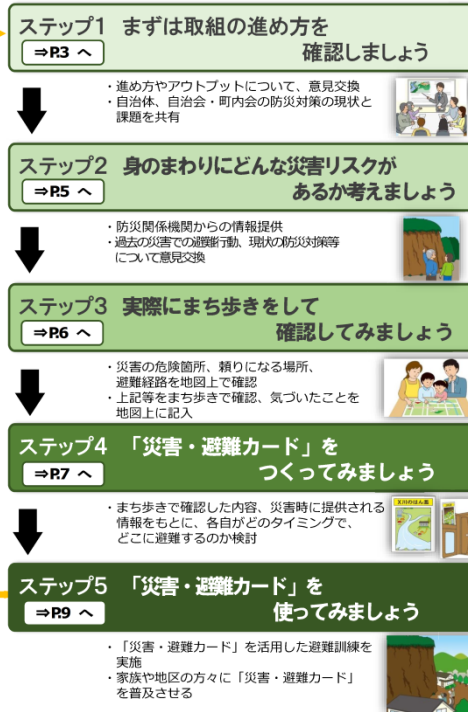 ステップ1 まずは取組の進め方を
⇒P.3 へ 確認しましょう
・進め方やアウトプットについて、意見交換
・自治体、自治会・町内会の防災対策の現状と
課題を共有
ステップ2 身のまわりにどんな災害リスクが
⇒P.5 へ あるか考えましょう
・防災関係機関からの情報提供
・過去の災害での避難行動、現状の防災対策等
について意見交換
ステップ3 実際にまち歩きをして
⇒P.6 へ 確認してみましょう
・災害の危険箇所、頼りになる場所、
避難経路を地図上で確認
・上記等をまち歩きで確認、気づいたことを
地図上に記入
ステップ4 「災害・避難カード」を
⇒P.7 へ つくってみましょう
・まち歩きで確認した内容、災害時に提供される
情報をもとに、各自がどのタイミングで、
どこに避難するのか検討
ステップ5 「災害・避難カード」を
⇒P.9 へ 使ってみましょう
・「災害・避難カード」を活用した避難訓練を
実施
・家族や地区の方々に「災害・避難カード」
を普及させる